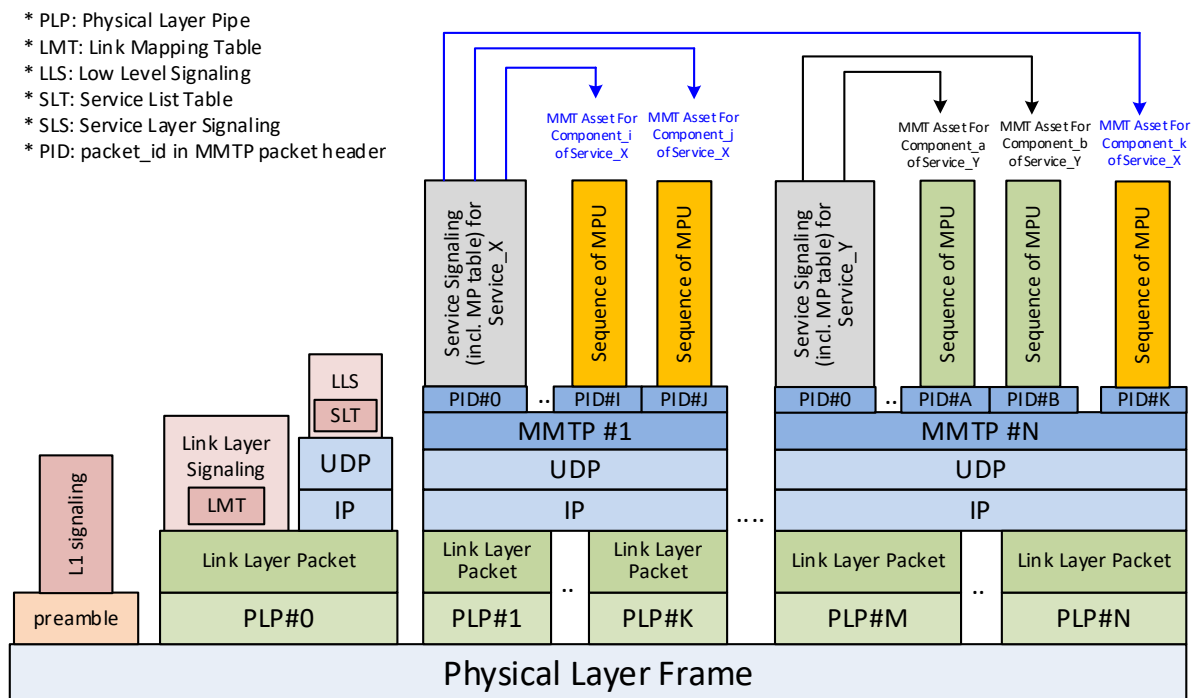 * PLP: Physical Layer Pipe
* LMT: Link Mapping Table
* LLS: Low Level Signaling
* SLT: Service List Table
* SLS: Service Layer Signaling
* PID: packet_id in MMTP packet header
MMT Asset For
Component_i
of Service_X
MMT Asset For
Component_j
of Service_X
MMT Asset For
Component_a
of Service_Y
MMT Asset For
Component_b
of Service_Y
MMT Asset For
Component_k
of Service_X
Service Signaling
(incl. MP table) for
Service_X
Sequence of MPU
Sequence of MPU
Service Signaling
(incl. MP table) for
Service_Y
Sequence of MPU
Sequence of MPU
Sequence of MPU
PID#0
..
PID#I
PID#J
PID#0
..
PID#A
PID#B
PID#K
MMTP #1
MMTP #N
UDP
UDP
IP
IP
....
LLS
SLT
UDP
IP
Link Layer
Signaling
LMT
L1 signaling
Link Layer Packet
Link Layer
Packet
..
Link Layer
Packet
Link Layer Packet
..
Link Layer Packet
preamble
PLP#0
PLP#1
PLP#K
PLP#M
PLP#N
Physical Layer Frame